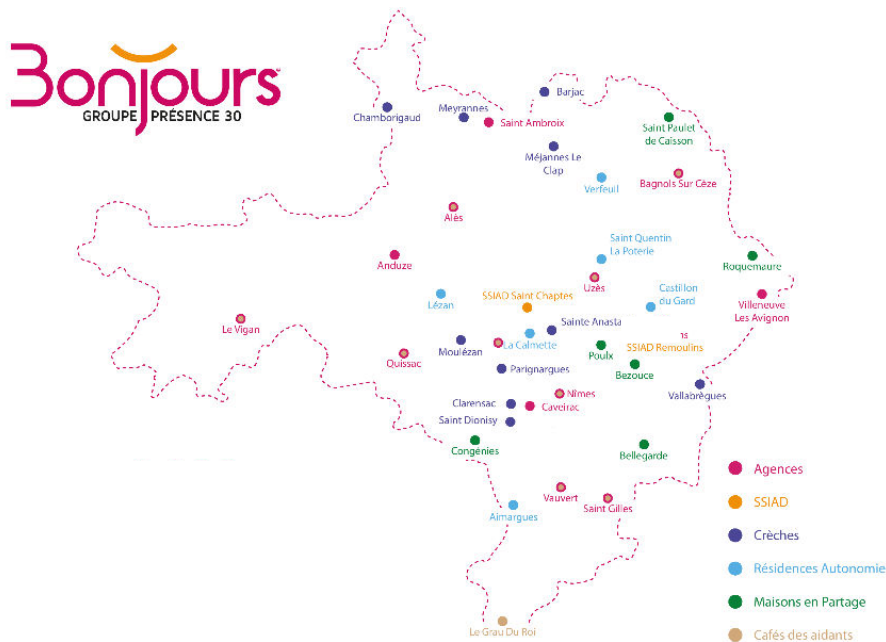 Bonjours
GROUPE PRÉSENCE 30
Barjac
Chamborigaud
Meyrannes
Saint Ambroix
Saint Paulet
de Caisson
Méjannes Le
Clap
Verfeuil
Bagnols Sur Cèze
Alès
Saint Quentin
La Poterie
Anduze
Roquemaure
Uzès
Lézan
SSIAD Saint Chaptes
Castillon
du Gard
Villeneuve
Les Avignon
Le Vigan
Sainte Anasta
La Calmette
ns
SSIAD Remoulins
Moulézan
Poulx
Quissac
Parignargues
Bezouce
Vallabrègues
Nîmes
Clarensac
Caveirac
Saint Dionisy
Congénies
Bellegarde
Vauvert
Saint Gilles
Aimargues
Le Grau Du Roi
Agences
SSIAD
Crèches
Résidences Autonomie
Maisons en Partage
Cafés des aidants